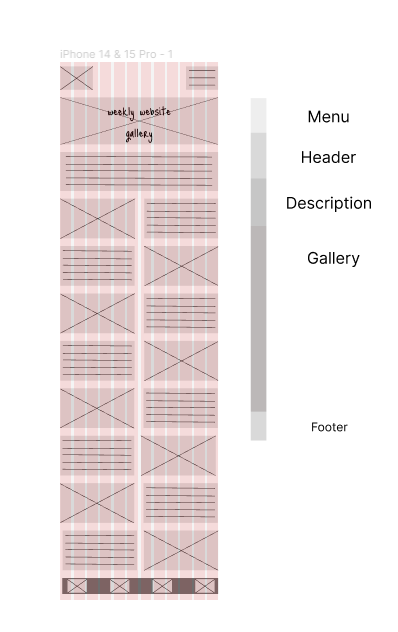 iPhone 14 & 15 Pro - 1
weekly website
gallery
Menu
Header
Description
Gallery
Footer